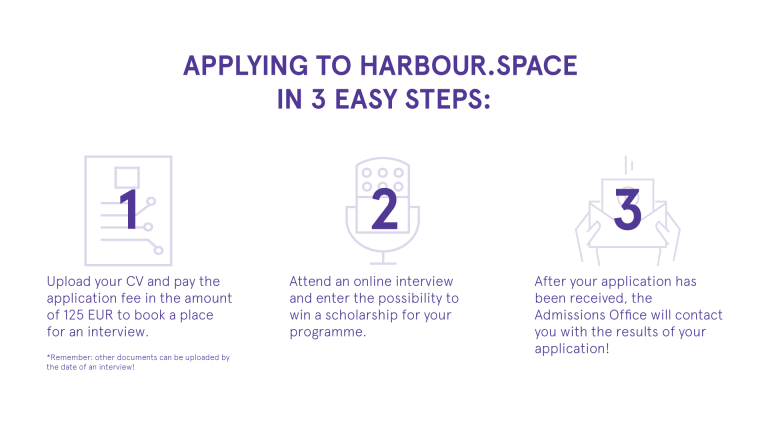 APPLYING TO HARBOUR.SPACE
IN 3 EASY STEPS:
1
Upload your CV and pay the
application fee in the amount
of 125 EUR to book a place
for an interview.
*Remember: other documents can be uploaded by
the date of an interview!
2
Attend an online interview
and enter the possibility to
win a scholarship for your
programme.
3
After your application has
been received, the
Admissions Office will contact
you with the results of your
application!